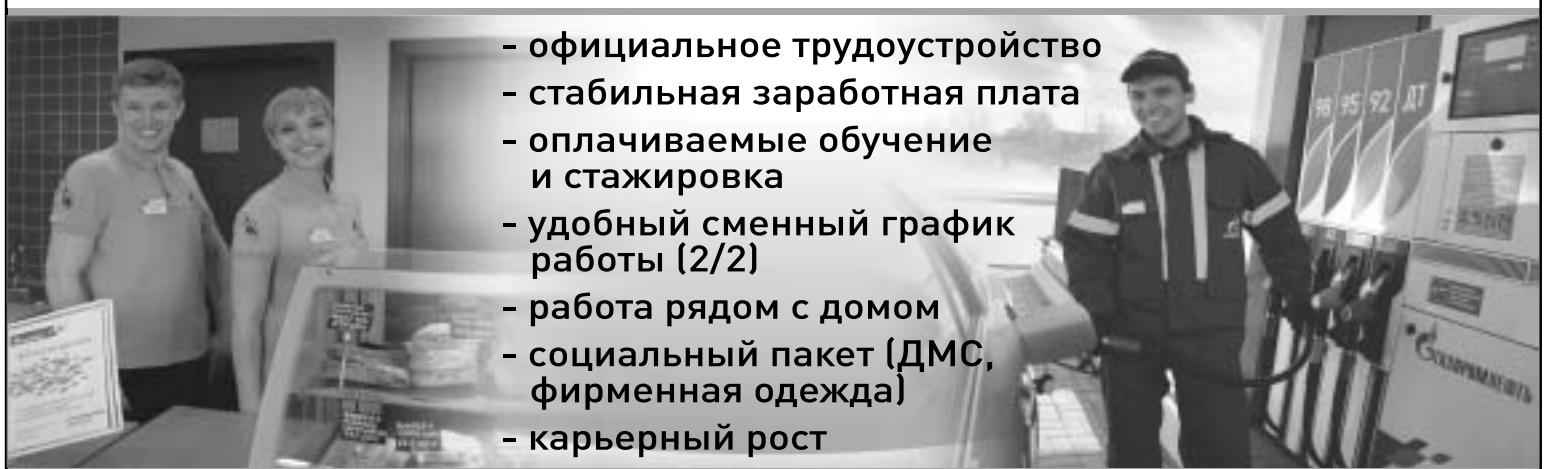 - официальное трудоустройство
- стабильная заработная плата
- оплачиваемые обучение
и стажировка
- удобный сменный график
работы (2/2)
- работа рядом с домом
- социальный пакет (ДМС,
фирменная одежда)
- карьерный рост
98 95 92 ДТ
ГАЗПРОМНЕФТЬ